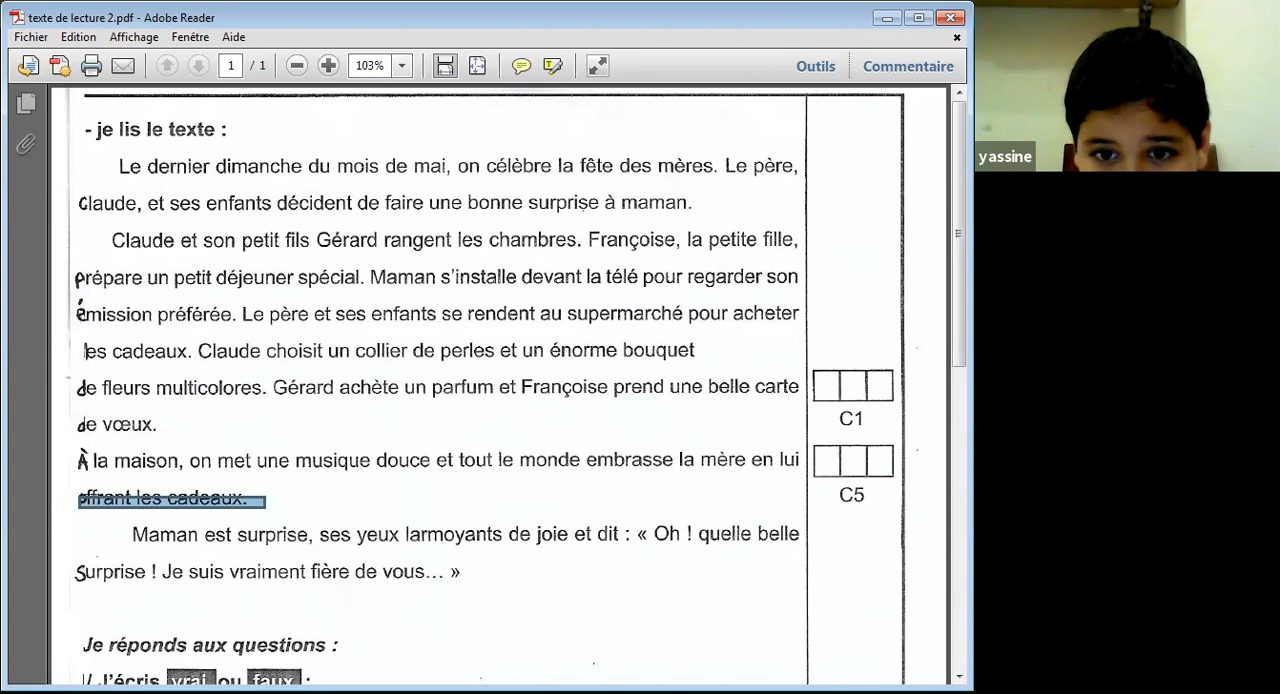 texte de lecture 2.pdf - Adobe Reader
Fichier Edition Affichage Fenêtre Aide
1 / 1 103% Outils Commentaire
- je lis le texte :
Le dernier dimanche du mois de mai, on célèbre la fête des mères. Le père,
Claude, et ses enfants décident de faire une bonne surprise à maman.
Claude et son petit fils Gérard rangent les chambres. Françoise, la petite fille,
prépare un petit déjeuner spécial. Maman s'installe devant la télé pour regarder son
émission préférée. Le père et ses enfants se rendent au supermarché pour acheter
les cadeaux. Claude choisit un collier de perles et un énorme bouquet
de fleurs multicolores. Gérard achète un parfum et Françoise prend une belle carte
de vœux.
À la maison, on met une musique douce et tout le monde embrasse la mère en lui
offrant les cadeaux.
Maman est surprise, ses yeux larmoyants de joie et dit : « Oh ! quelle belle
Surprise ! Je suis vraiment fière de vous... »
Je réponds aux questions :
1/ J'écris vrai ou faux :
C1
C5
yassine